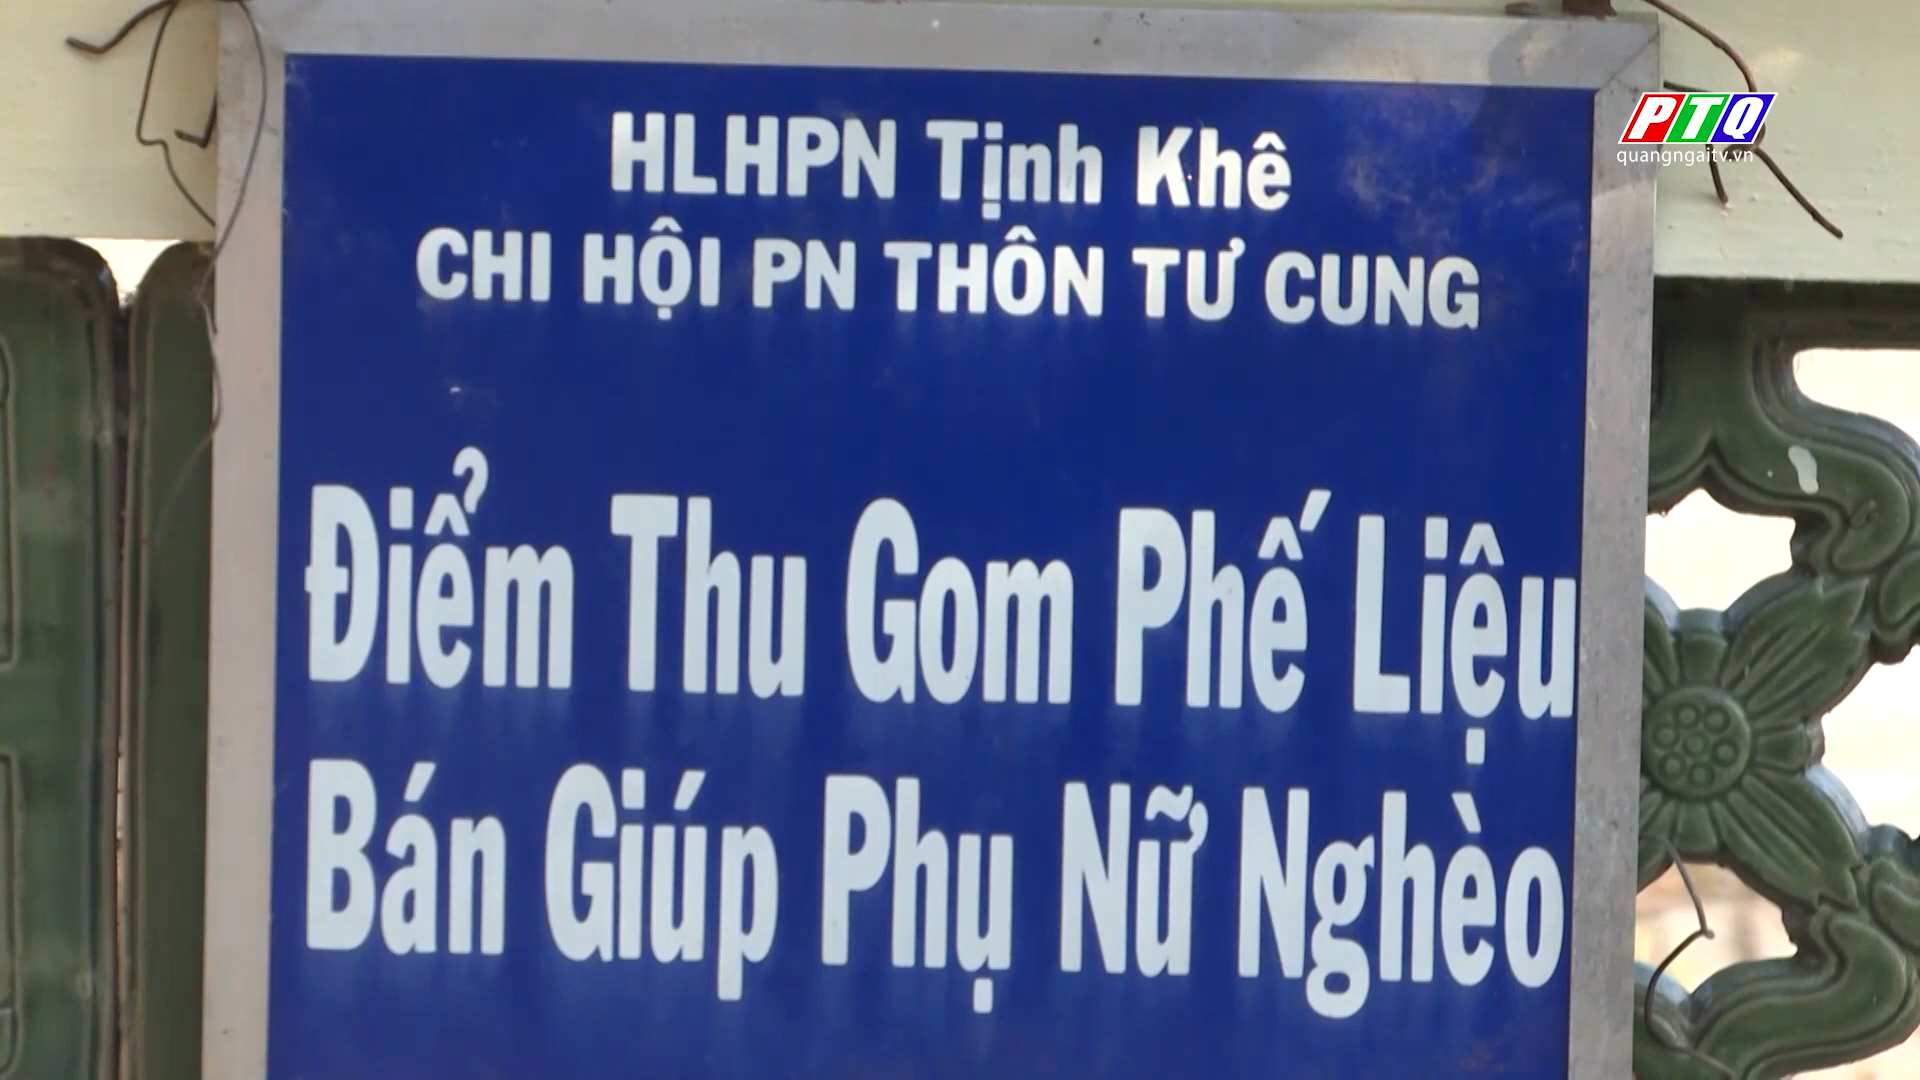 PTQ
quangngaitv.vn
HLHPN Tịnh Khê
CHI HỘI PN THÔN TƯ CUNG
Điểm Thu Gom Phế Liệu
Bán Giúp Phụ Nữ Nghèo